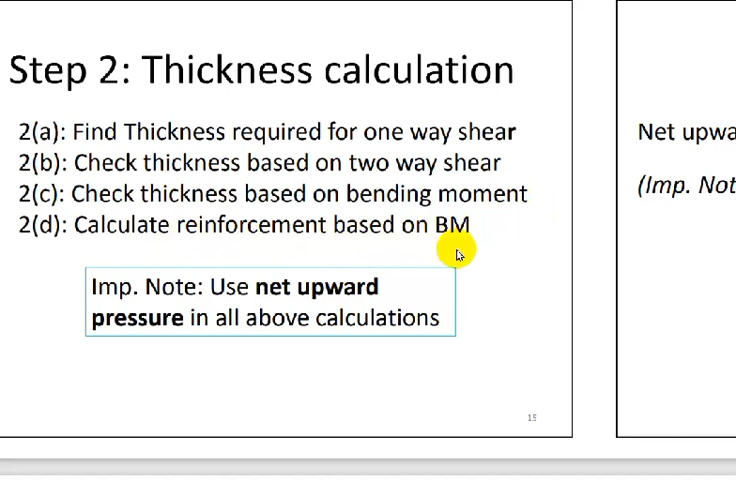 Step 2: Thickness calculation
2(a): Find Thickness required for one way shear
2(b): Check thickness based on two way shear
2(c): Check thickness based on bending moment
2(d): Calculate reinforcement based on BM
Imp. Note: Use net upward
pressure in all above calculations
15
Net upwa
(Imp. Not